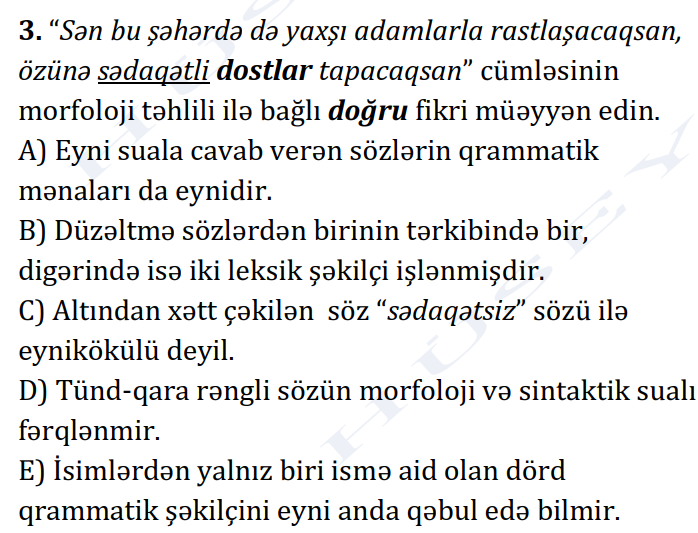 3. “Sən bu şəhərdə də yaxşı adamlarla rastlaşacaqsan,
özünə sədaqətli dostlar tapacaqsan” cümləsinin
morfoloji təhlili ilə bağlı doğru fikri müəyyən edin.
A) Eyni suala cavab verən sözlərin qrammatik
mənaları da eynidir.
B) Düzəltmə sözlərdən birinin tərkibində bir,
digərində isə iki leksik şəkilçi işlənmişdir.
C) Altından xətt çəkilən söz “sədaqətsiz” sözü ilə
eyniköklü deyil.
D) Tünd-qara rəngli sözün morfoloji və sintaktik sualı
fərqlənmir.
E) İsimlərdən yalnız biri ismə aid olan dörd
qrammatik şəkilçini eyni anda qəbul edə bilmir.